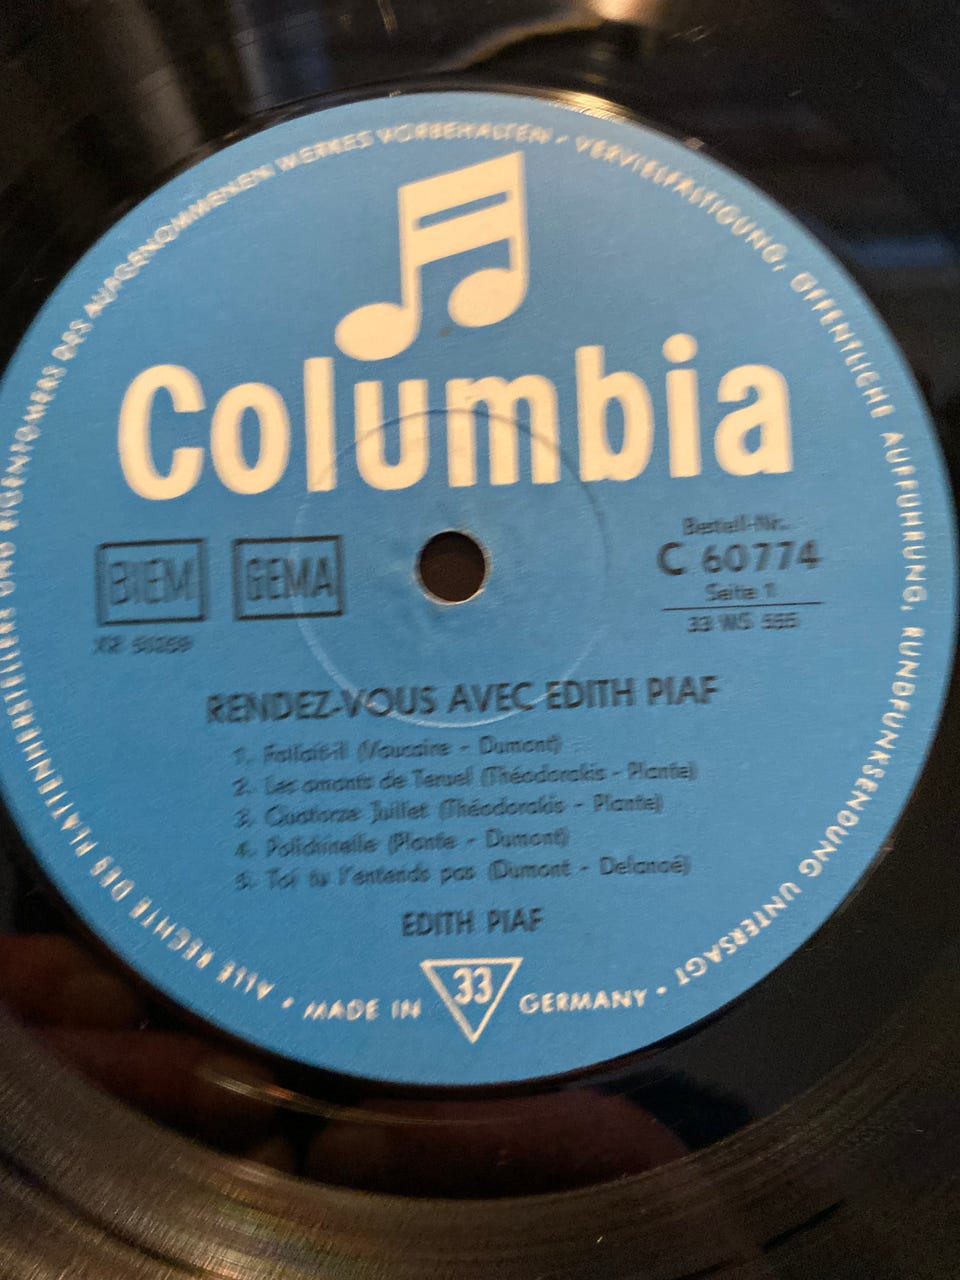 ALLE RECHTE DES PLATTENHERSTELLERS UND EIGENTÜMERS DES AUFGENOMMENEN WERKES VORBEHALTEN • VERVIELFÄLTIGUNG, ÖFFENTLICHE AUFFÜHRUNG, RUNDFUNKSENDUNG UNTERSAGT •
Columbia
BIEM GEMA
Bestell-Nr.
C 60774
Seite 1
33 WS 555
RENDEZ-VOUS AVEC EDITH PIAF
1. Fallait-il (Vaucaire - Dumont)
2. Les amants de Teruel (Théodorakis - Plante)
3. Quatorze Juillet (Théodorakis - Plante)
4. Polichinelle (Plante - Dumont)
5. Toi tu l'entends pas (Dumont - Delanoé)
EDITH PIAF
MADE IN 33 GERMANY